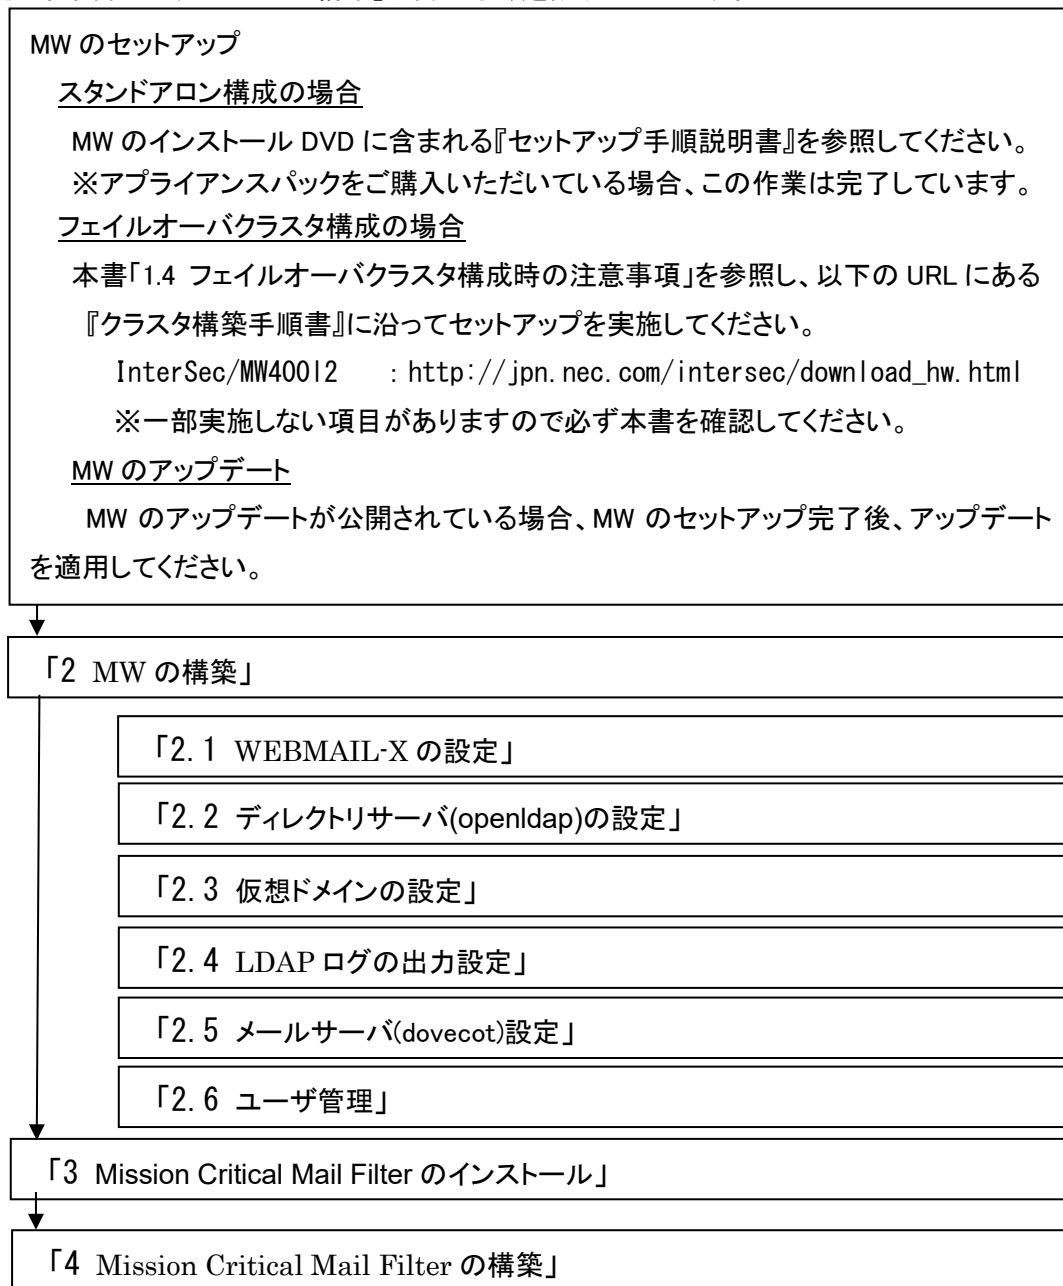 MW のセットアップ
スタンドアロン構成の場合
MW のインストール DVD に含まれる『セットアップ手順説明書』を参照してください。
※アプライアンスパックをご購入いただいている場合、この作業は完了しています。
フェイルオーバクラスタ構成の場合
本書「1.4 フェイルオーバクラスタ構成時の注意事項」を参照し、以下の URL にある
『クラスタ構築手順書』に沿ってセットアップを実施してください。
InterSec/MW400l2 : http://jpn.nec.com/intersec/download_hw.html
※一部実施しない項目がありますので必ず本書を確認してください。
MW のアップデート
MW のアップデートが公開されている場合、MW のセットアップ完了後、アップデート
を適用してください。
「2 MW の構築」
「2.1 WEBMAIL-X の設定」
「2.2 ディレクトリサーバ(openldap)の設定」
「2.3 仮想ドメインの設定」
「2.4 LDAP ログの出力設定」
「2.5 メールサーバ(dovecot)設定」
「2.6 ユーザ管理」
「3 Mission Critical Mail Filter のインストール」
「4 Mission Critical Mail Filter の構築」